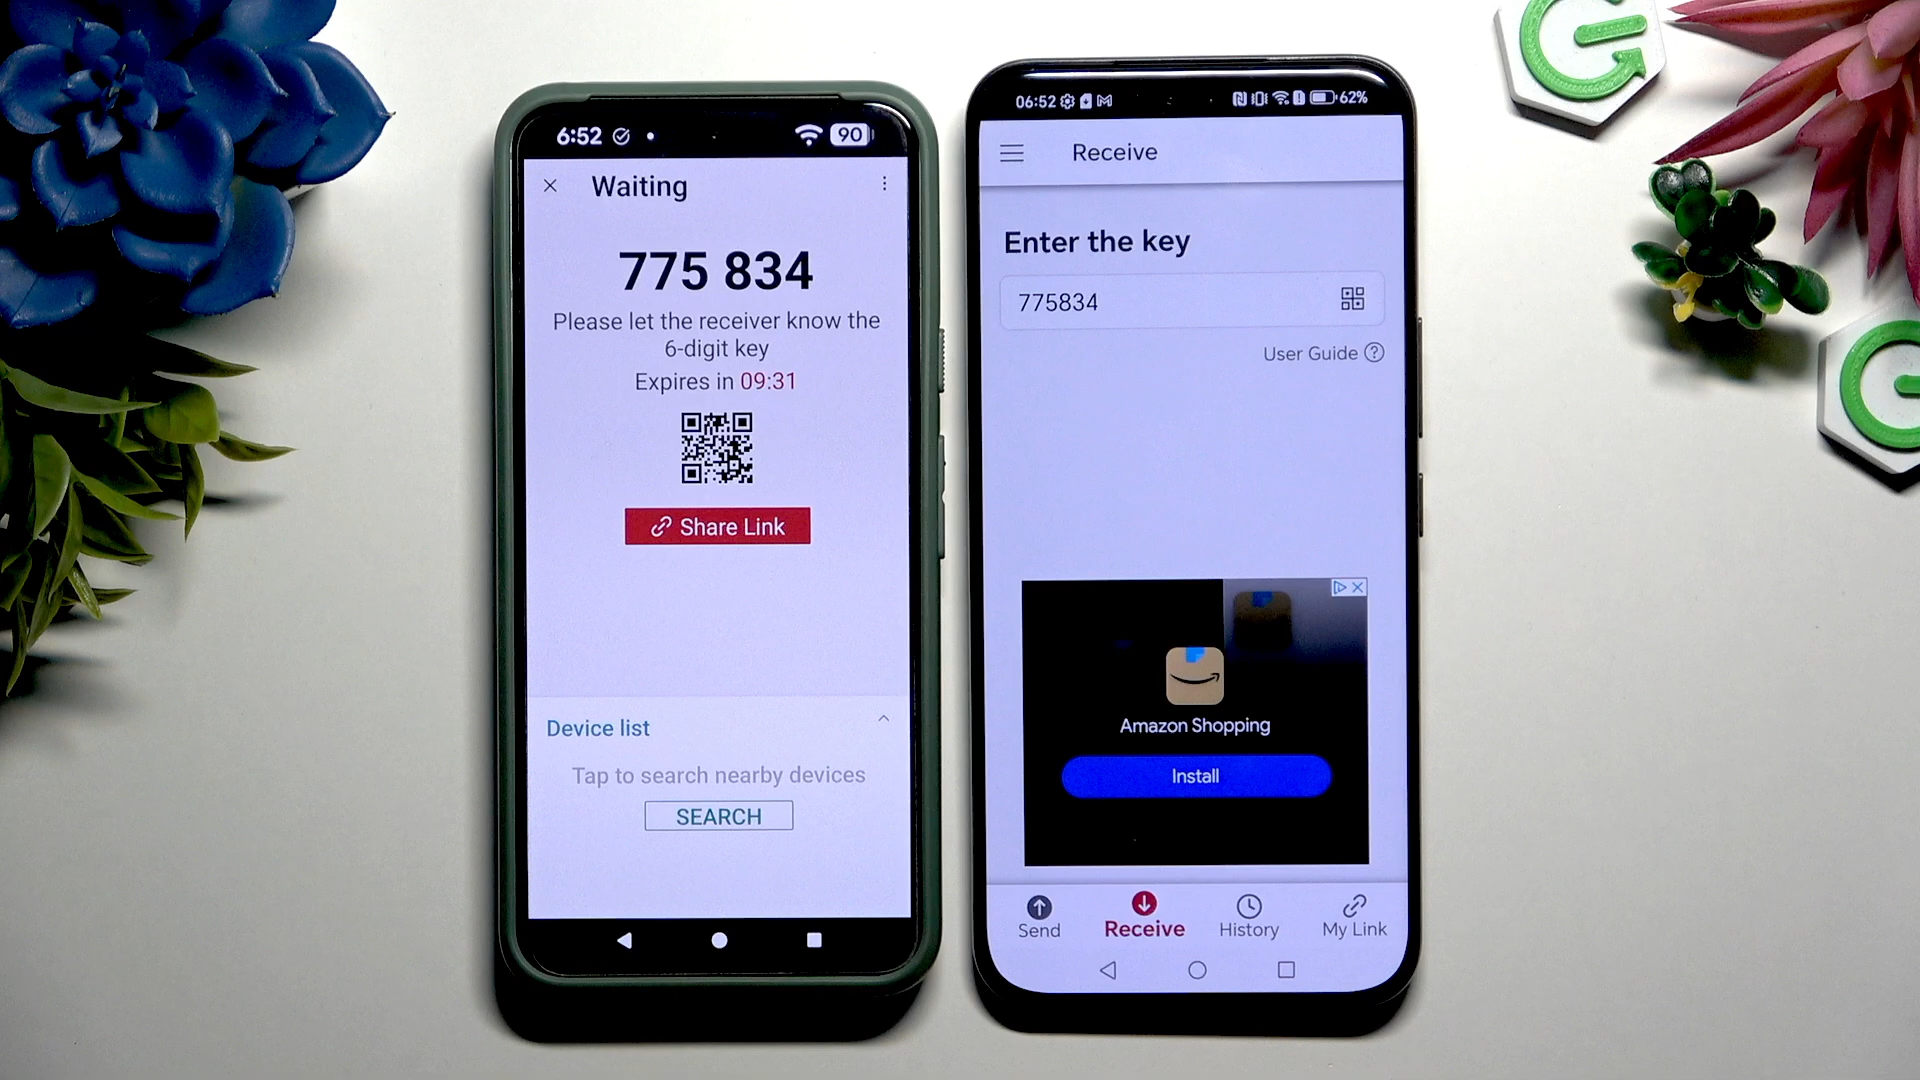 6:52
90
Waiting
775 834
Please let the receiver know the
6-digit key
Expires in 09:31
Share Link
Device list
Tap to search nearby devices
SEARCH
06:52
62%
Receive
Enter the key
775834
User Guide ?
Amazon Shopping
Install
Send
Receive
History
My Link